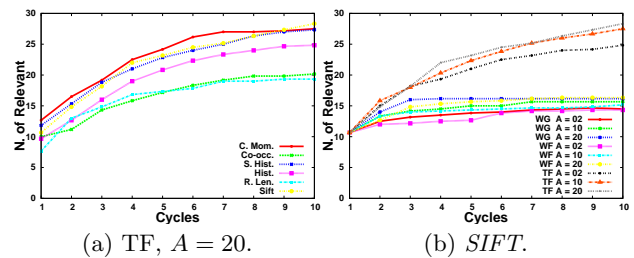 N. of Relevant
30
25
20
15
10
5
0
1 2 3 4 5 6 7 8 9 10
Cycles
C. Mom.
Co-occ.
S. Hist.
Hist.
R. Len.
Sift
(a) TF, A = 20.
N. of Relevant
30
25
20
15
10
5
0
1 2 3 4 5 6 7 8 9 10
Cycles
WG A = 02
WG A = 10
WG A = 20
WF A = 02
WF A = 10
WF A = 20
TF A = 02
TF A = 10
TF A = 20
(b) SIFT.